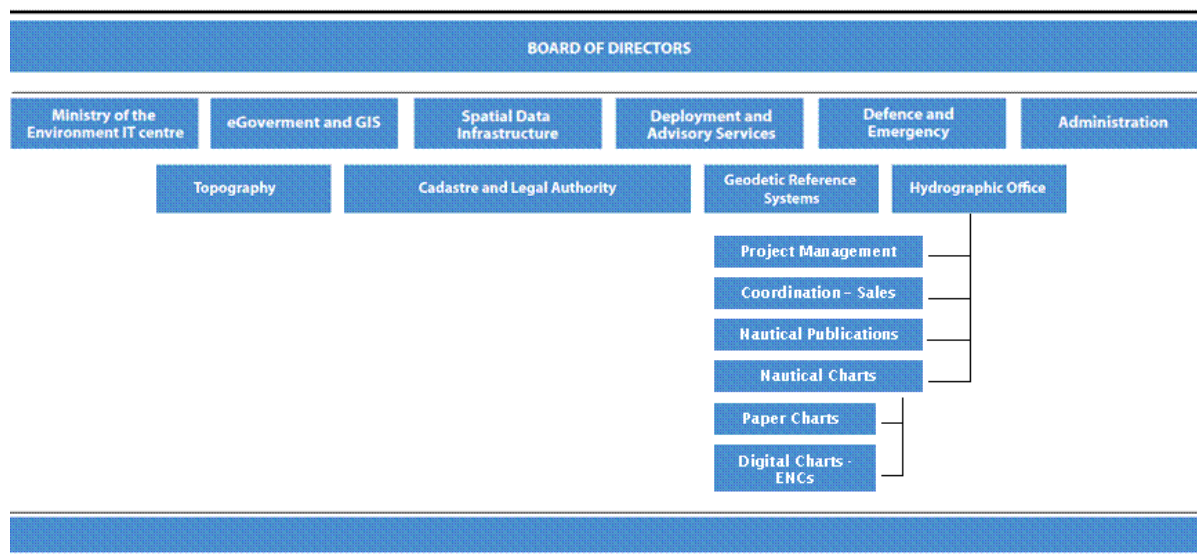 BOARD OF DIRECTORS
Ministry of the
Environment IT centre
eGoverment and GIS
Spatial Data
Infrastructure
Deployment and
Advisory Services
Defence and
Emergency
Administration
Topography
Cadastre and Legal Authority
Geodetic Reference
Systems
Hydrographic Office
Project Management
Coordination – Sales
Nautical Publications
Nautical Charts
Paper Charts
Digital Charts -
ENCs